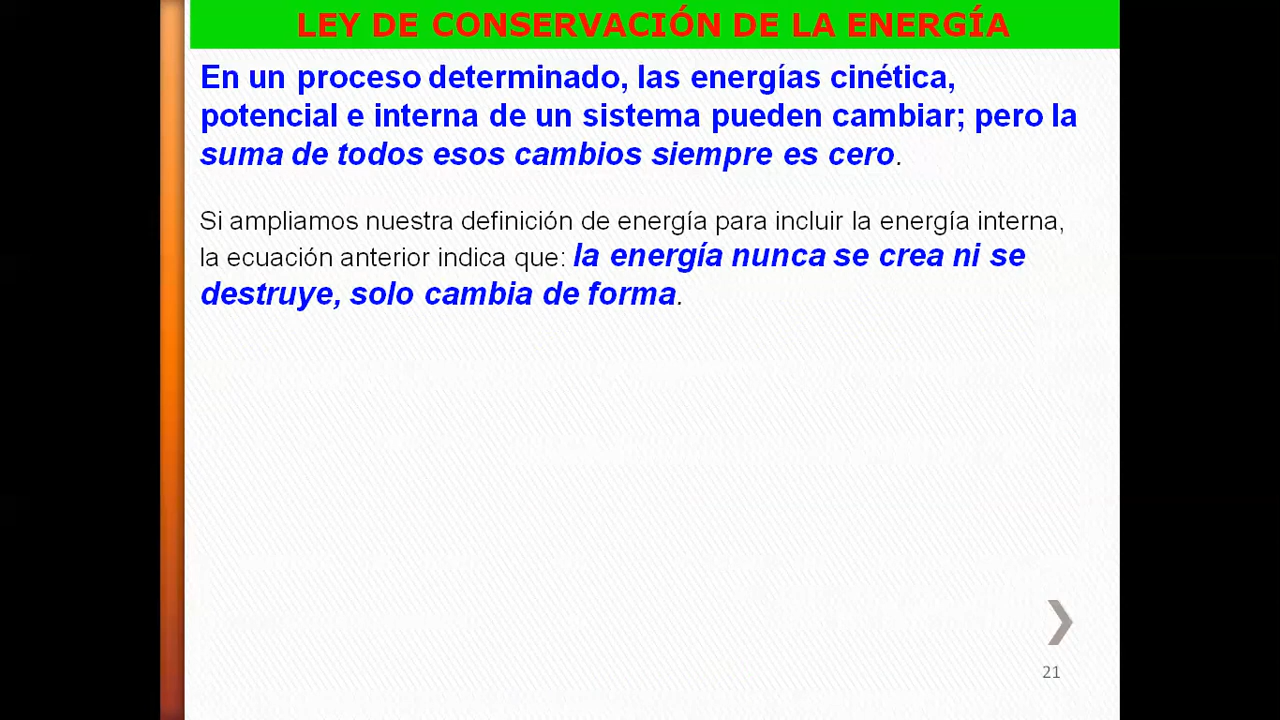 LEY DE CONSERVACIÓN DE LA ENERGÍA
En un proceso determinado, las energías cinética,
potencial e interna de un sistema pueden cambiar; pero la
suma de todos esos cambios siempre es cero.
Si ampliamos nuestra definición de energía para incluir la energía interna,
la ecuación anterior indica que: la energía nunca se crea ni se
destruye, solo cambia de forma.
21